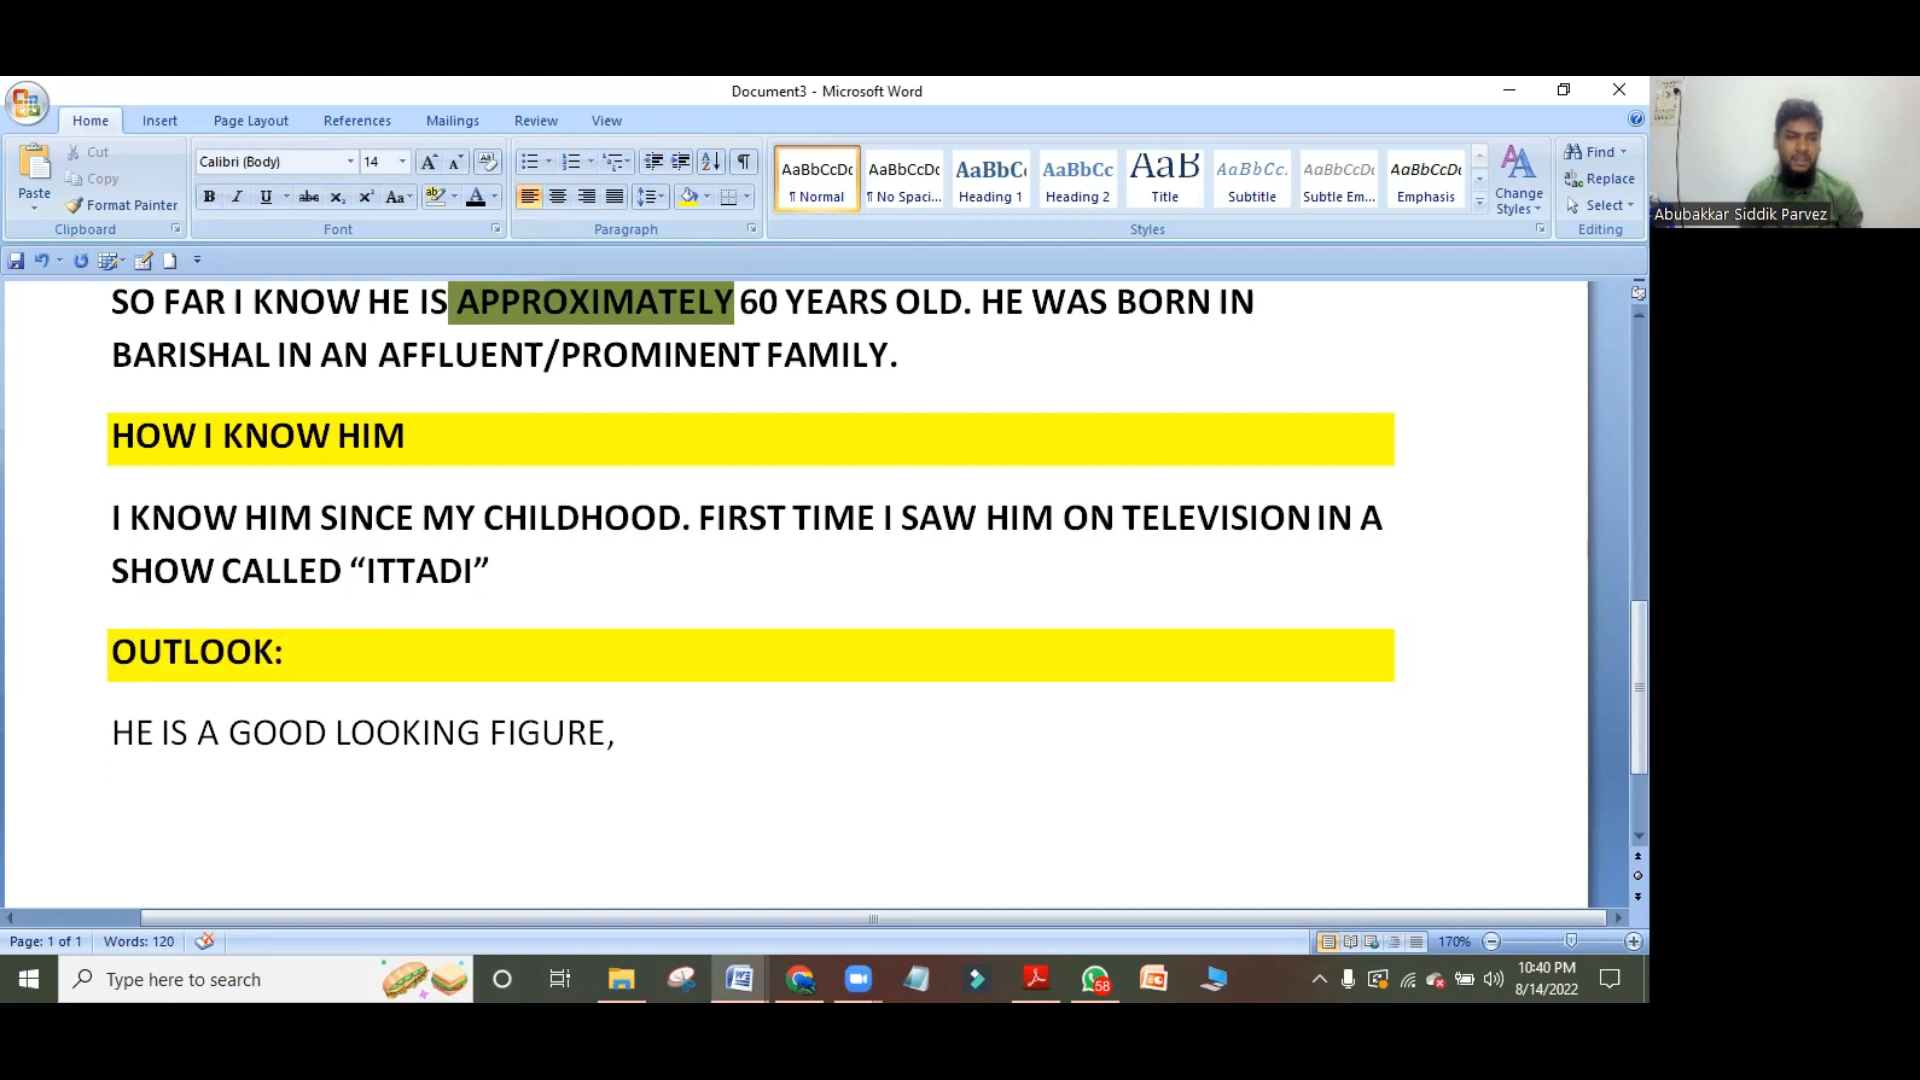 Document3 - Microsoft Word
Home Insert Page Layout References Mailings Review View
Paste
Cut
Copy
Format Painter
Clipboard
Calibri (Body) 14
B I U abc x₂ x² Aa
Font
Paragraph
AaBbCcDc AaBbCcDc AaBbC AaBbCc AaB AaBbCc. AaBbCcDc AaBbCcDc
¶ Normal ¶ No Spaci... Heading 1 Heading 2 Title Subtitle Subtle Em... Emphasis
Change
Styles
Styles
Find
Replace
Select
Editing
Abubakkar Siddik Parvez
SO FAR I KNOW HE IS APPROXIMATELY 60 YEARS OLD. HE WAS BORN IN
BARISHAL IN AN AFFLUENT/PROMINENT FAMILY.
HOW I KNOW HIM
I KNOW HIM SINCE MY CHILDHOOD. FIRST TIME I SAW HIM ON TELEVISION IN A
SHOW CALLED “ITTADI”
OUTLOOK:
HE IS A GOOD LOOKING FIGURE,
Page: 1 of 1 Words: 120 170%
Type here to search
58
10:40 PM
8/14/2022